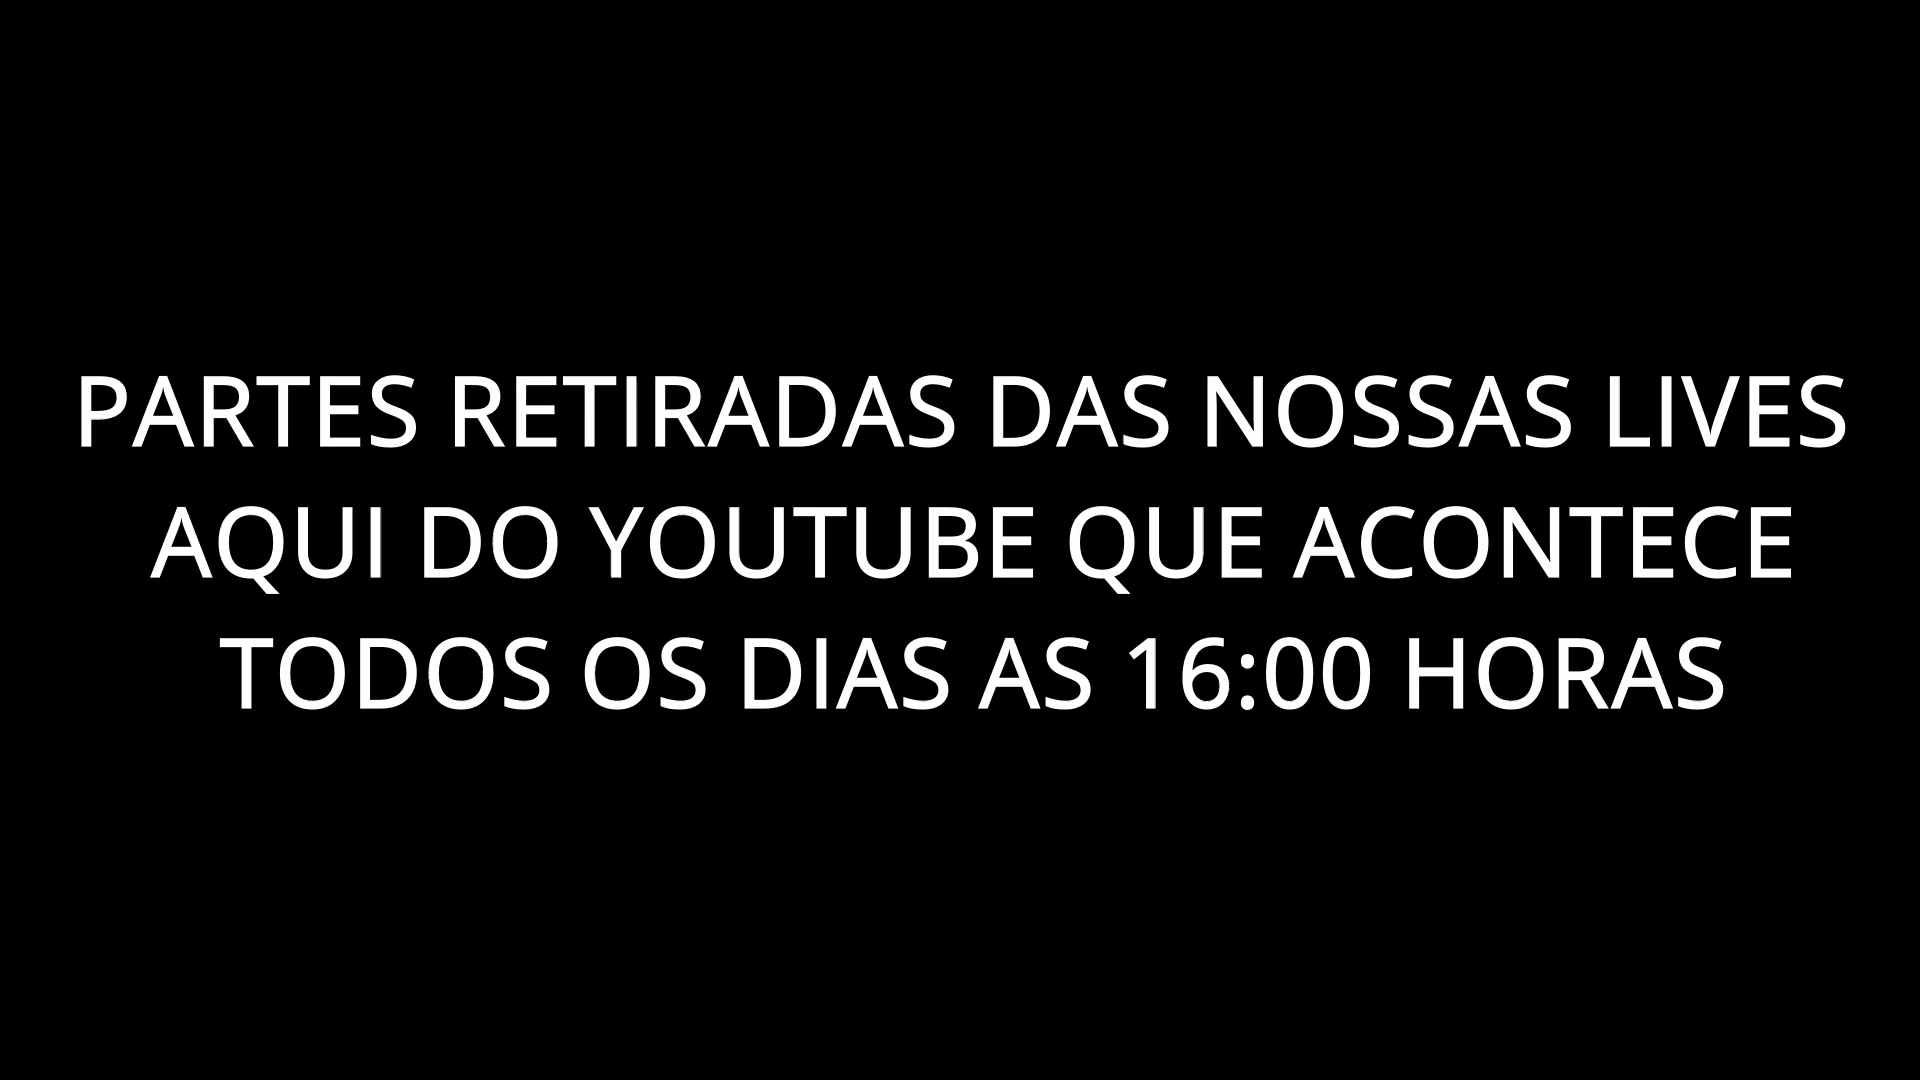 PARTES RETIRADAS DAS NOSSAS LIVES
AQUI DO YOUTUBE QUE ACONTECE
TODOS OS DIAS AS 16:00 HORAS